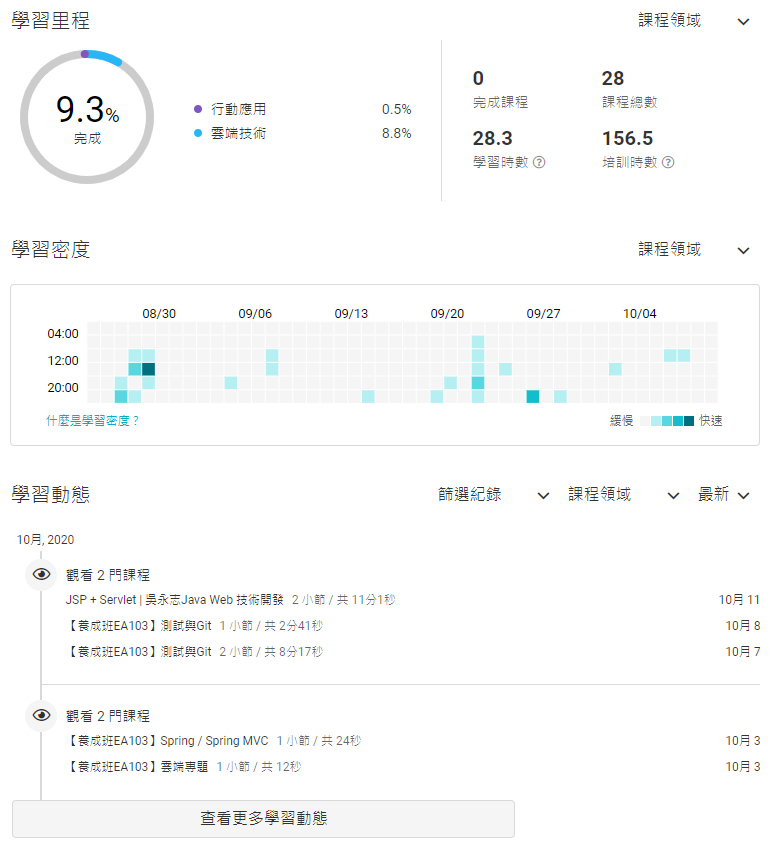 學習里程 課程領域
9.3%
完成
行動應用 0.5%
雲端技術 8.8%
0 28
完成課程 課程總數
28.3 156.5
學習時數 ? 培訓時數 ?
學習密度 課程領域
08/30 09/06 09/13 09/20 09/27 10/04
04:00
12:00
20:00
什麼是學習密度? 緩慢 快速
學習動態 篩選紀錄 課程領域 最新
10月, 2020
觀看 2 門課程
JSP + Servlet | 吳永志Java Web 技術開發 2 小節 / 共 11分1秒 10月 11
【養成班EA103】測試與Git 1 小節 / 共 2分41秒 10月 8
【養成班EA103】測試與Git 2 小節 / 共 8分17秒 10月 7
觀看 2 門課程
【養成班EA103】Spring / Spring MVC 1 小節 / 共 24秒 10月 3
【養成班EA103】雲端專題 1 小節 / 共 12秒 10月 3
查看更多學習動態